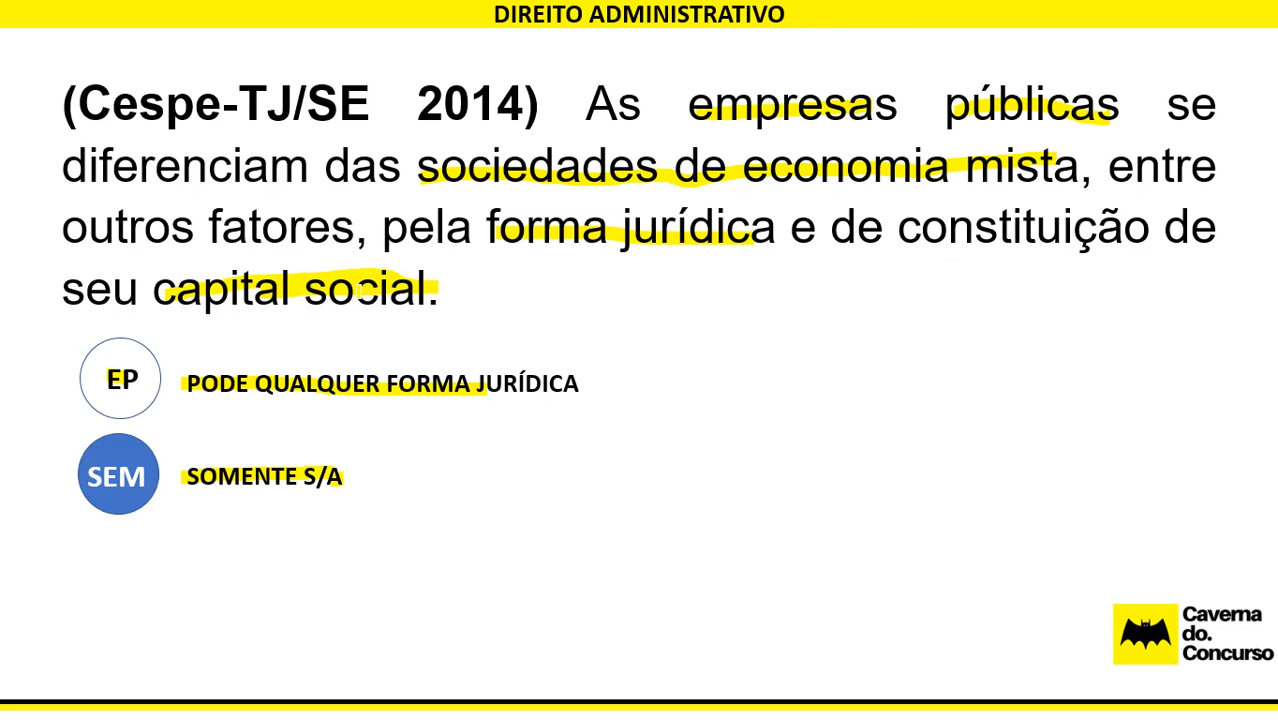 DIREITO ADMINISTRATIVO
(Cespe-TJ/SE 2014) As empresas públicas se
diferenciam das sociedades de economia mista, entre
outros fatores, pela forma jurídica e de constituição de
seu capital social.
EP PODE QUALQUER FORMA JURÍDICA
SEM SOMENTE S/A
Caverna
do.
Concurso